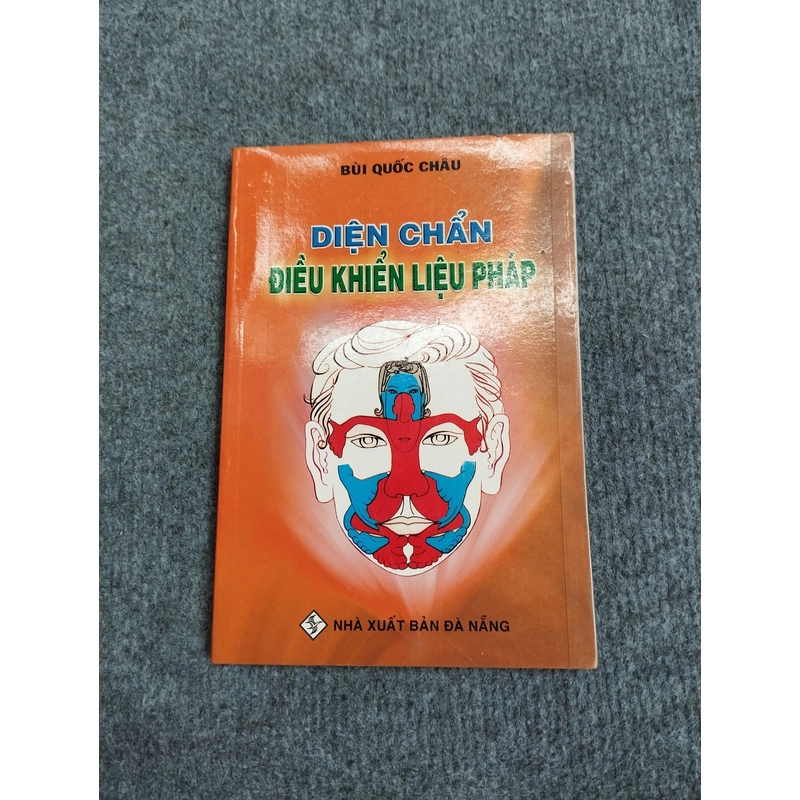 BÙI QUỐC CHÂU
DIỆN CHẨN
ĐIỀU KHIỂN LIỆU PHÁP
NHÀ XUẤT BẢN ĐÀ NẴNG